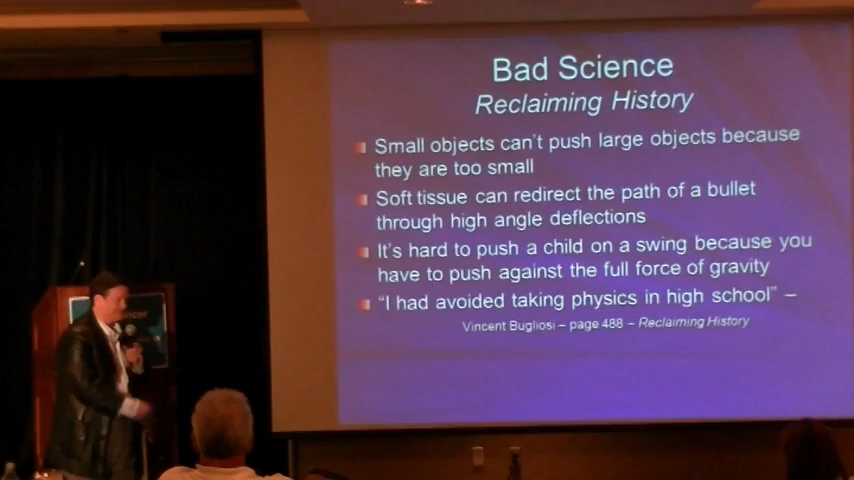 Bad Science
Reclaiming History
Small objects can't push large objects because
they are too small
Soft tissue can redirect the path of a bullet
through high angle deflections
It's hard to push a child on a swing because you
have to push against the full force of gravity
"I had avoided taking physics in high school" –
Vincent Bugliosi – page 488 – Reclaiming History